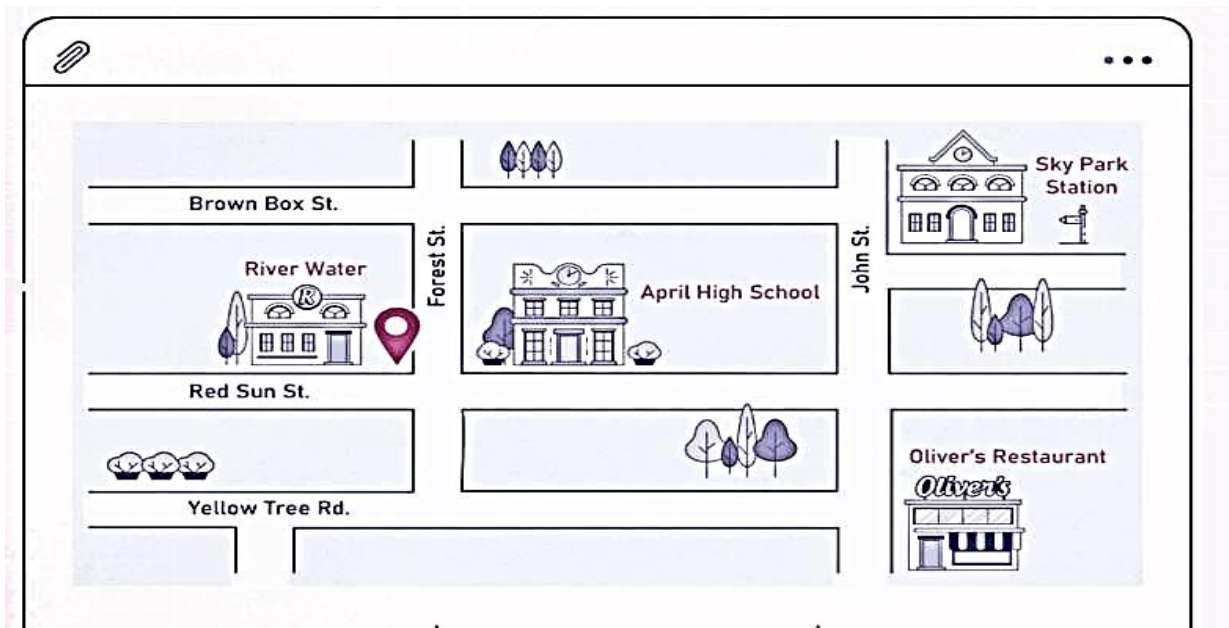 Sky Park
Station
Brown Box St.
Forest St.
John St.
River Water
R
April High School
Red Sun St.
Oliver's Restaurant
Oliver's
Yellow Tree Rd.